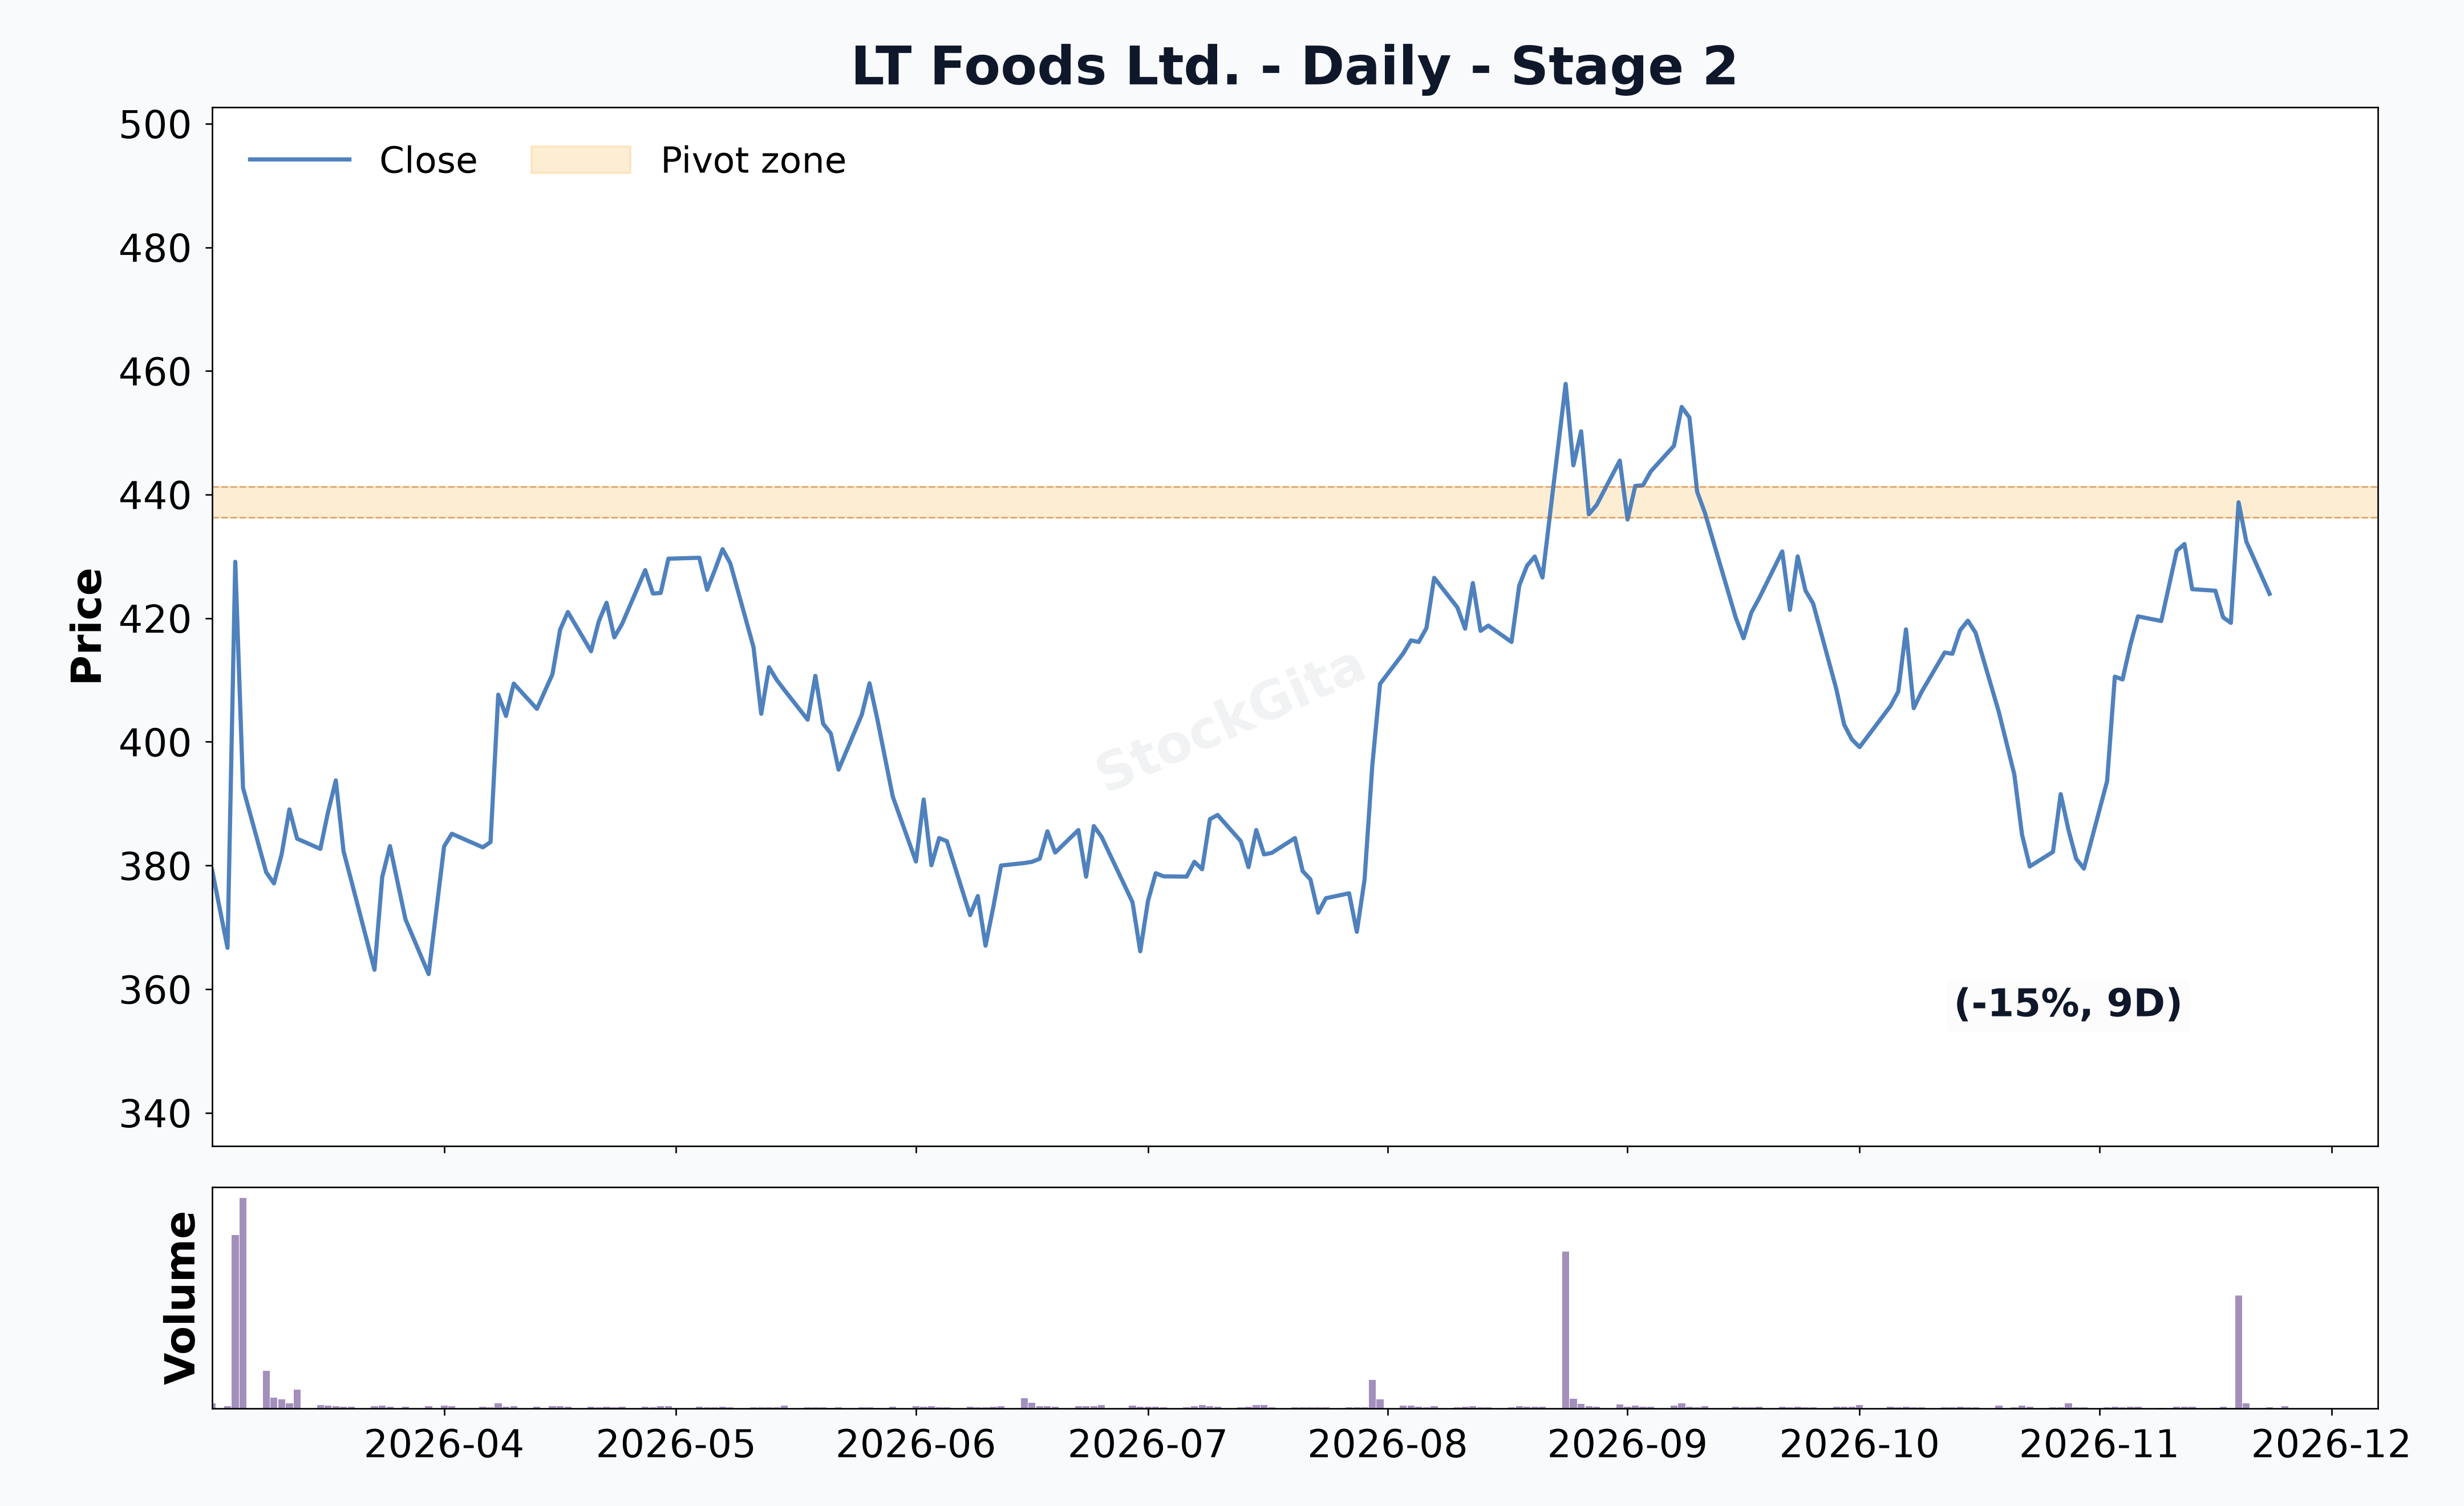 LT Foods Ltd. - Daily - Stage 2
Close
Pivot zone
500
480
460
440
420
400
380
360
340
Price
StockGita
(-15%, 9D)
Volume
2026-04
2026-05
2026-06
2026-07
2026-08
2026-09
2026-10
2026-11
2026-12